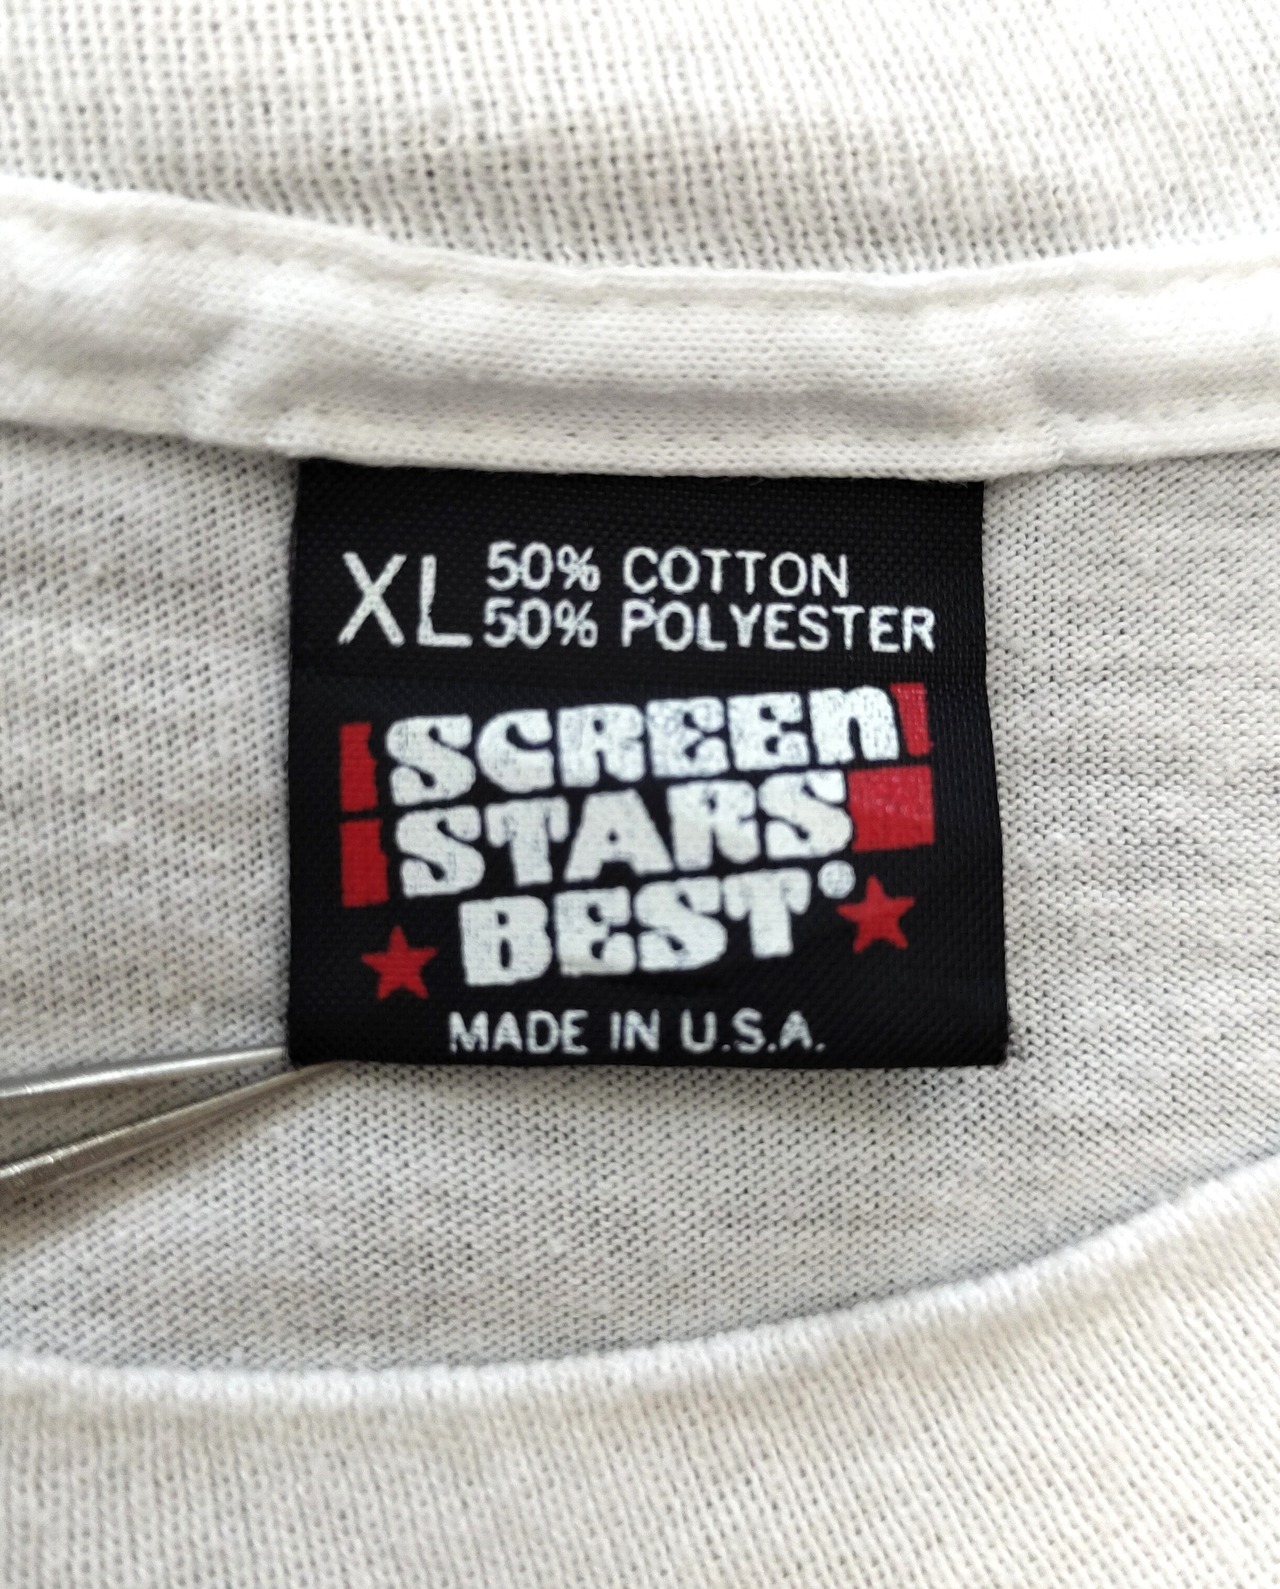 XL 50% COTTON
50% POLYESTER
SCREEN
STARS
BEST®
MADE IN U.S.A.